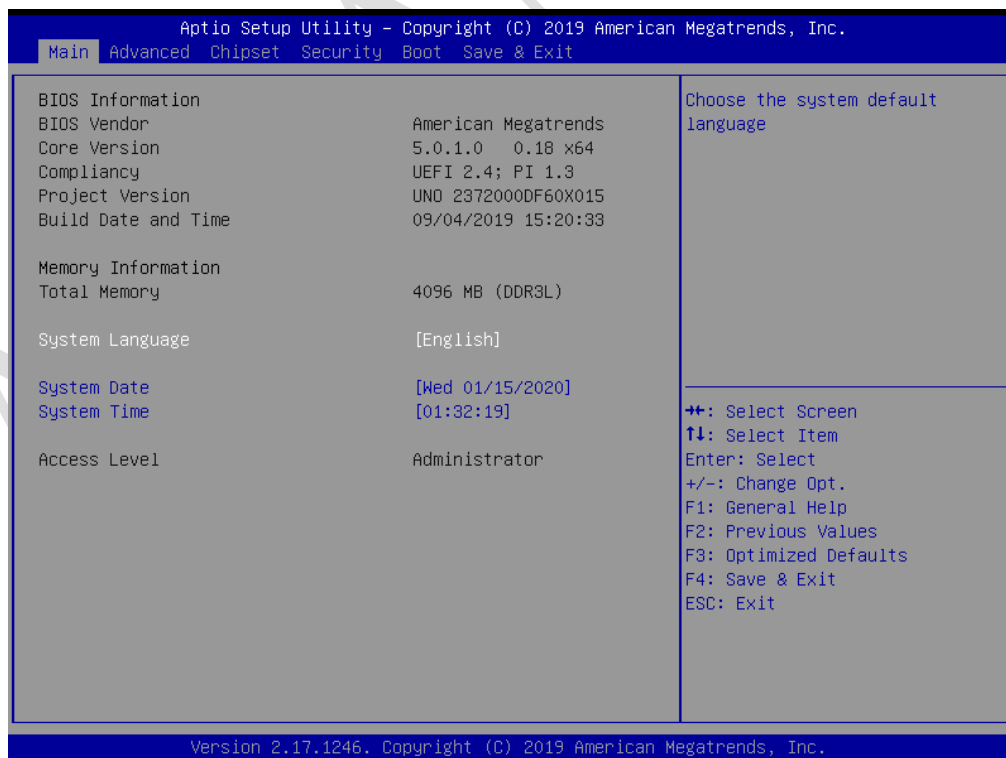 Aptio Setup Utility – Copyright (C) 2019 American Megatrends, Inc.
Main Advanced Chipset Security Boot Save & Exit
BIOS Information
BIOS Vendor American Megatrends
Core Version 5.0.1.0 0.18 x64
Compliancy UEFI 2.4; PI 1.3
Project Version UNO 2372000DF60X015
Build Date and Time 09/04/2019 15:20:33
Memory Information
Total Memory 4096 MB (DDR3L)
System Language [English]
System Date [Wed 01/15/2020]
System Time [01:32:19]
Access Level Administrator
Choose the system default
language
→←: Select Screen
↑↓: Select Item
Enter: Select
+/-: Change Opt.
F1: General Help
F2: Previous Values
F3: Optimized Defaults
F4: Save & Exit
ESC: Exit
Version 2.17.1246. Copyright (C) 2019 American Megatrends, Inc.